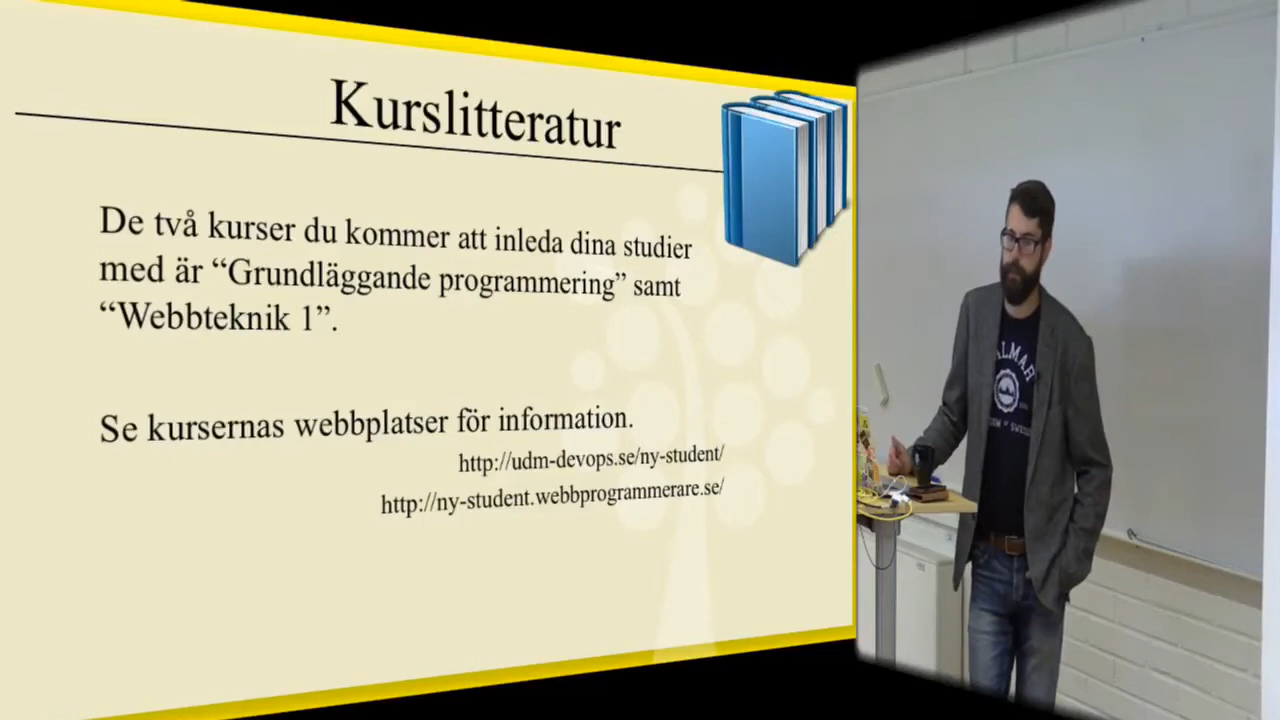 Kurslitteratur
De två kurser du kommer att inleda dina studier
med är “Grundläggande programmering” samt
“Webbteknik 1”.
Se kursernas webbplatser för information.
http://udm-devops.se/ny-student/
http://ny-student.webbprogrammerare.se/